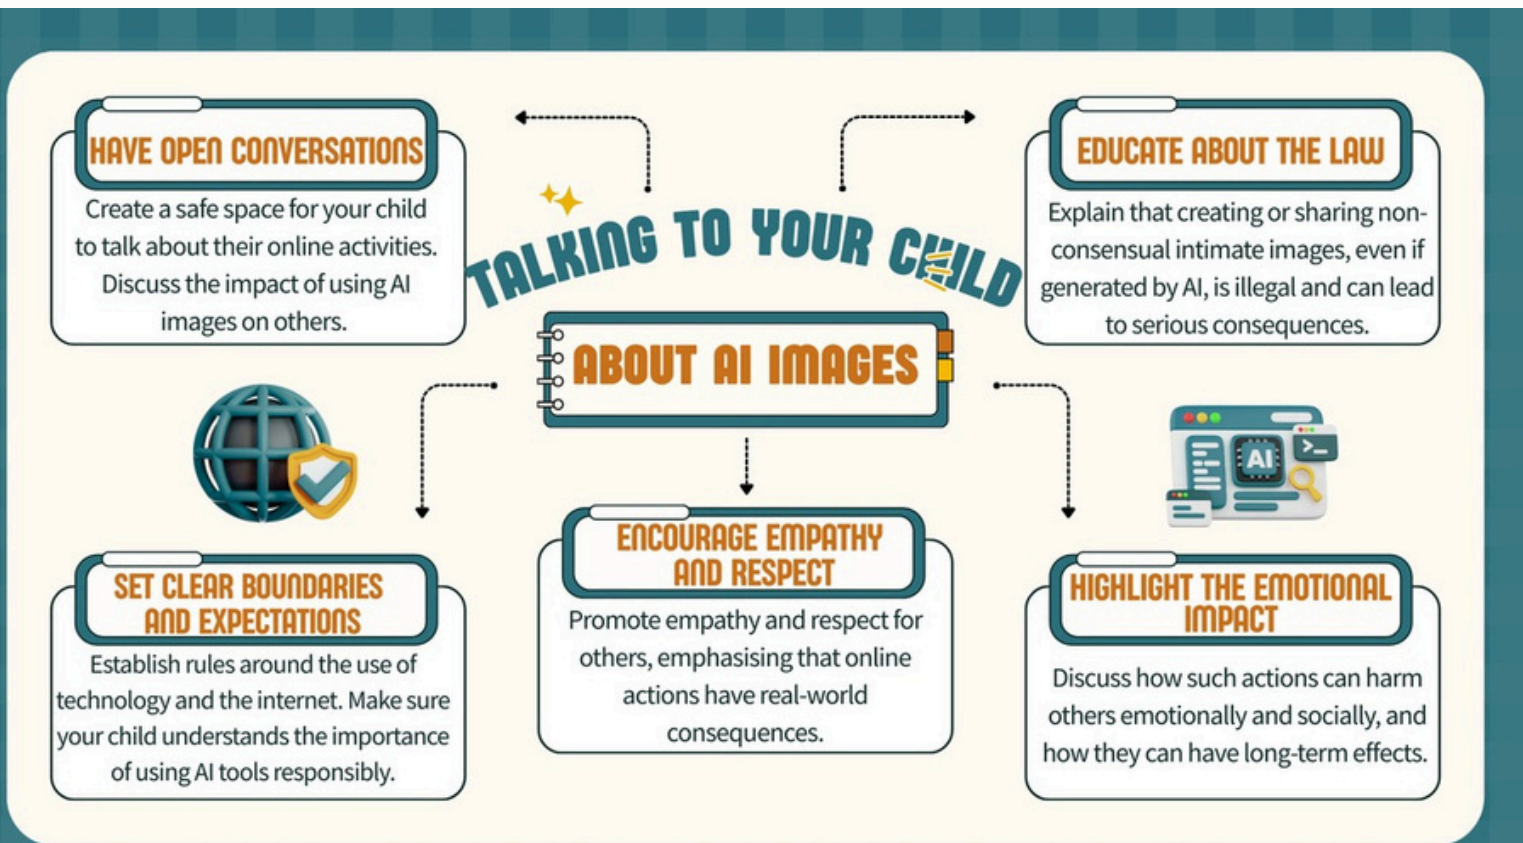 TALKING TO YOUR CHILD
ABOUT AI IMAGES
HAVE OPEN CONVERSATIONS
Create a safe space for your child
to talk about their online activities.
Discuss the impact of using AI
images on others.
EDUCATE ABOUT THE LAW
Explain that creating or sharing non-
consensual intimate images, even if
generated by AI, is illegal and can lead
to serious consequences.
SET CLEAR BOUNDARIES
AND EXPECTATIONS
Establish rules around the use of
technology and the internet. Make sure
your child understands the importance
of using AI tools responsibly.
ENCOURAGE EMPATHY
AND RESPECT
Promote empathy and respect for
others, emphasising that online
actions have real-world
consequences.
AI
>_
HIGHLIGHT THE EMOTIONAL
IMPACT
Discuss how such actions can harm
others emotionally and socially, and
how they can have long-term effects.